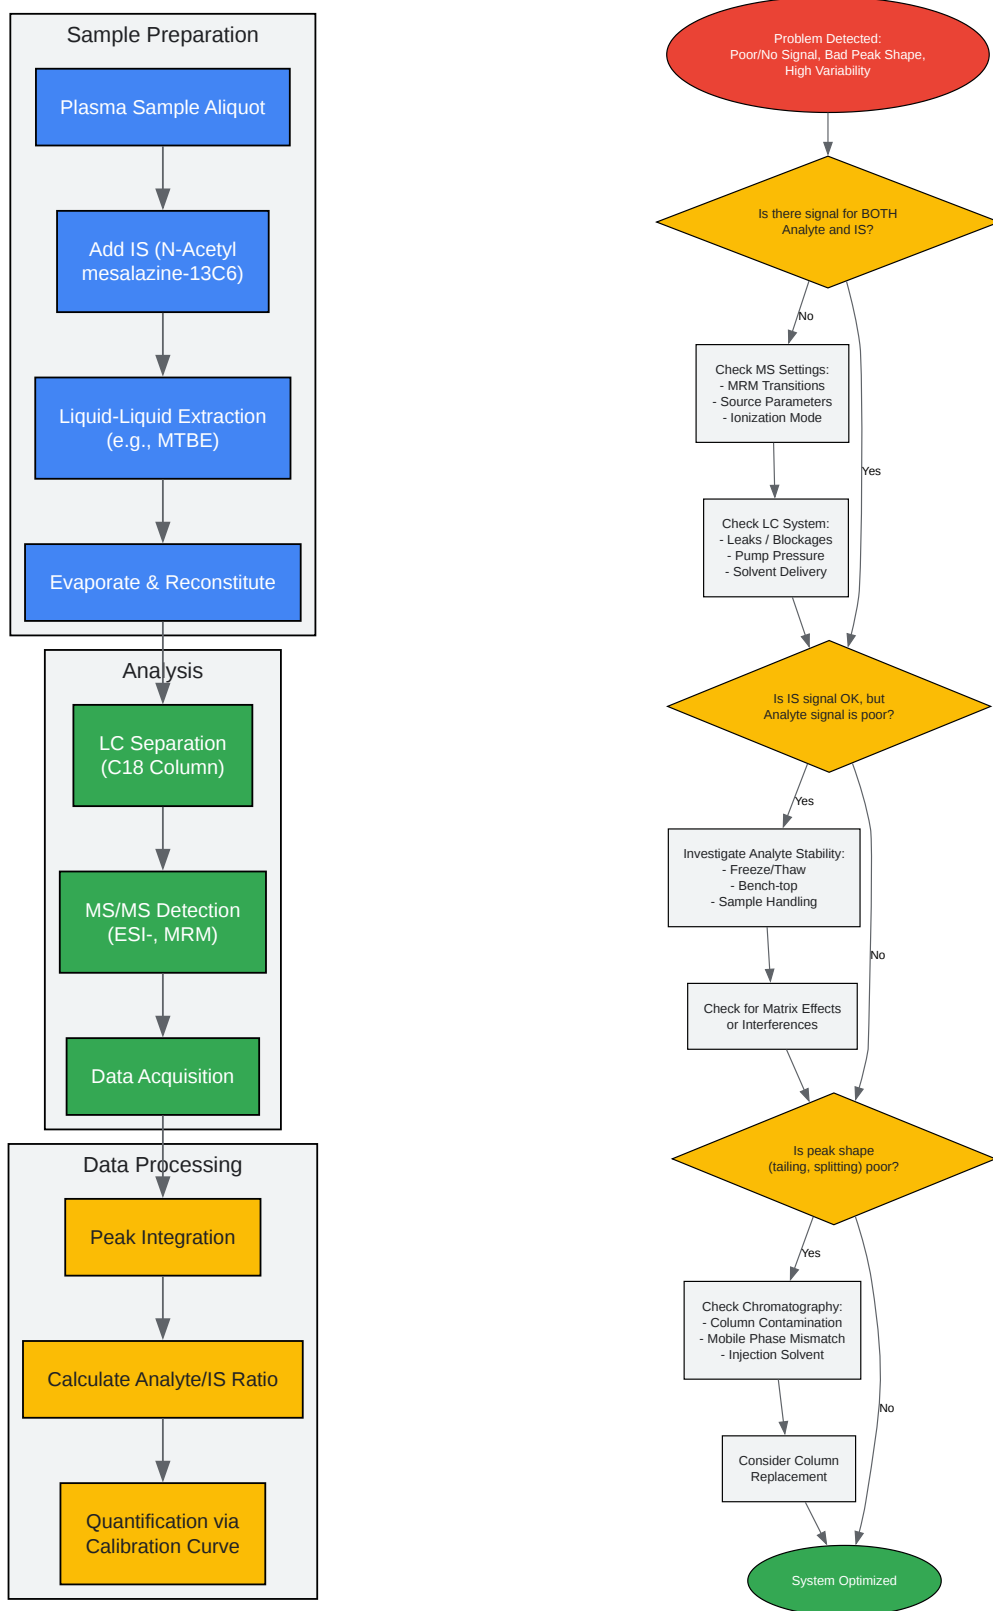 Sample Preparation
Plasma Sample Aliquot
Add IS (N-Acetyl
mesalazine-13C6)
Liquid-Liquid Extraction
(e.g., MTBE)
Evaporate & Reconstitute
Analysis
LC Separation
(C18 Column)
MS/MS Detection
(ESI-, MRM)
Data Acquisition
Data Processing
Peak Integration
Calculate Analyte/IS Ratio
Quantification via
Calibration Curve
Problem Detected:
Poor/No Signal, Bad Peak Shape,
High Variability
Is there signal for BOTH
Analyte and IS?
No
Check MS Settings:
- MRM Transitions
- Source Parameters
- Ionization Mode
Yes
Check LC System:
- Leaks / Blockages
- Pump Pressure
- Solvent Delivery
Is IS signal OK, but
Analyte signal is poor?
Yes
Investigate Analyte Stability:
- Freeze/Thaw
- Bench-top
- Sample Handling
No
Check for Matrix Effects
or Interferences
Is peak shape
(tailing, splitting) poor?
Yes
Check Chromatography:
- Column Contamination
- Mobile Phase Mismatch
- Injection Solvent
No
Consider Column
Replacement
System Optimized